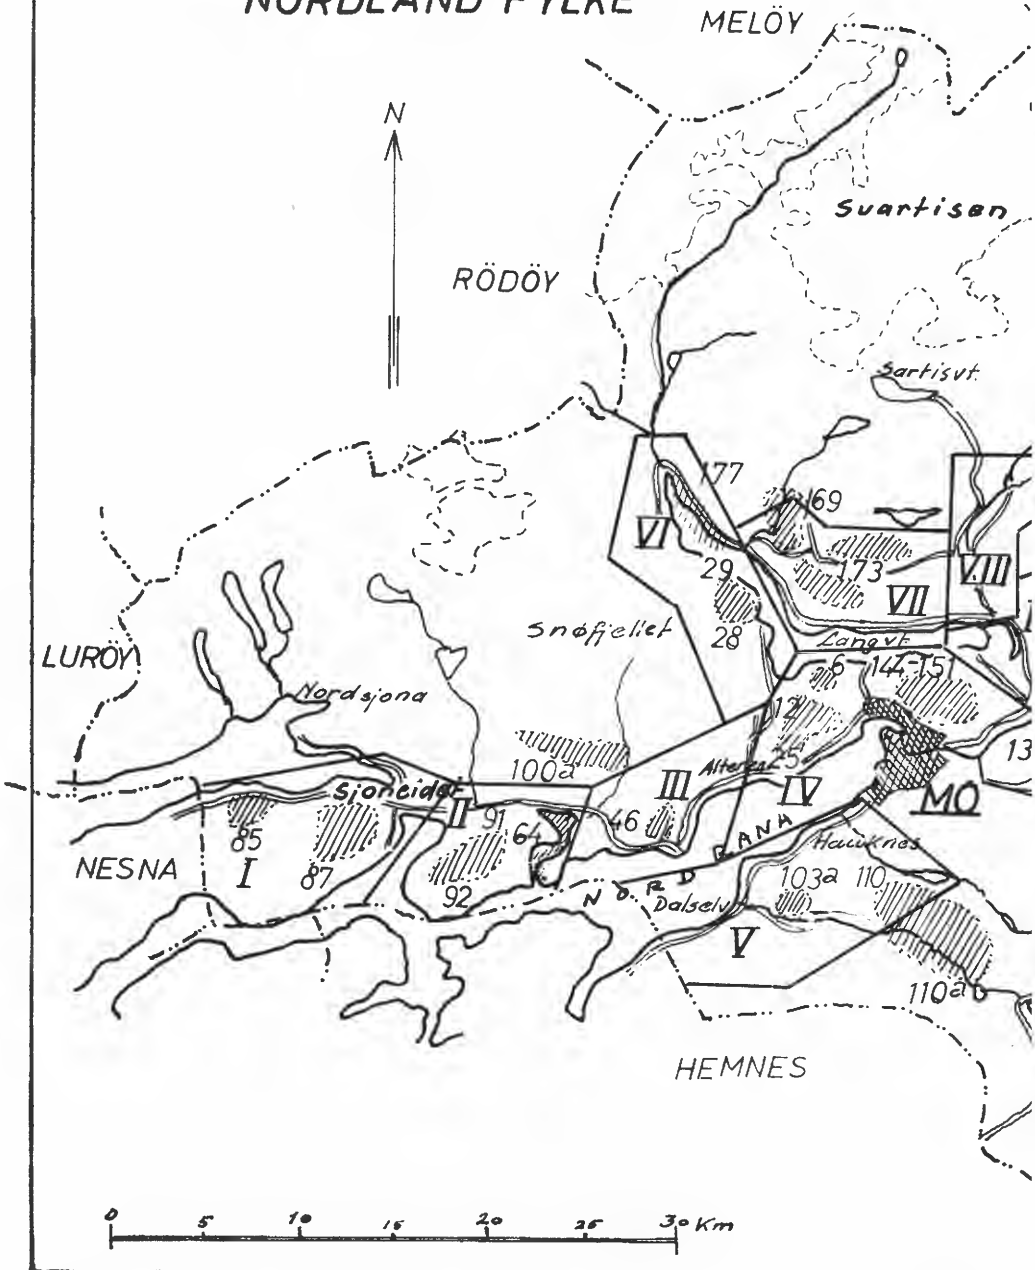 NORDLAND FYLKE
MELÖY
N
Svartisen
RÖDÖY
Sartisvt.
177
69
VI
173
VIII
29
VII
Snøfjellet
28
Langvt.
LURÖY
6
144-151
Nordsjona
12
13
100a
Alteren
25
Sjoneidet
III
IV
MO
II
91
64
46
85
NESNA
I
87
92
NORD RANA
Hauknes
103a
110
Dalselv
V
110a
HEMNES
0 5 10 15 20 25 30 Km